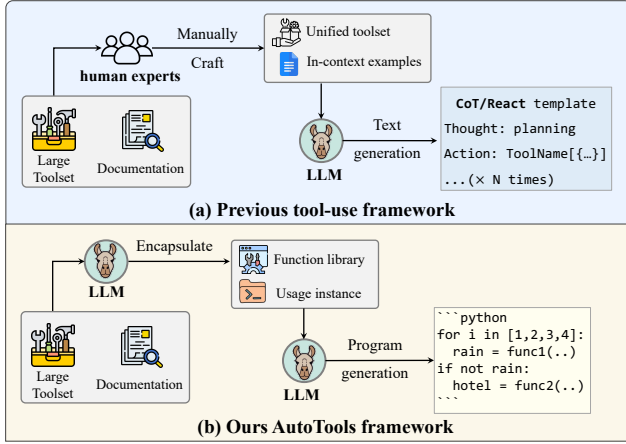 Manually
Craft
human experts
Unified toolset
In-context examples
Large
Toolset
Documentation
LLM
Text
generation
CoT/React template
Thought: planning
Action: ToolName[{…}]
...(× N times)
(a) Previous tool-use framework
LLM
Encapsulate
Function library
Usage instance
Large
Toolset
Documentation
LLM
Program
generation
```python
for i in [1,2,3,4]:
  rain = func1(..)
if not rain:
  hotel = func2(..)
```
(b) Ours AutoTools framework